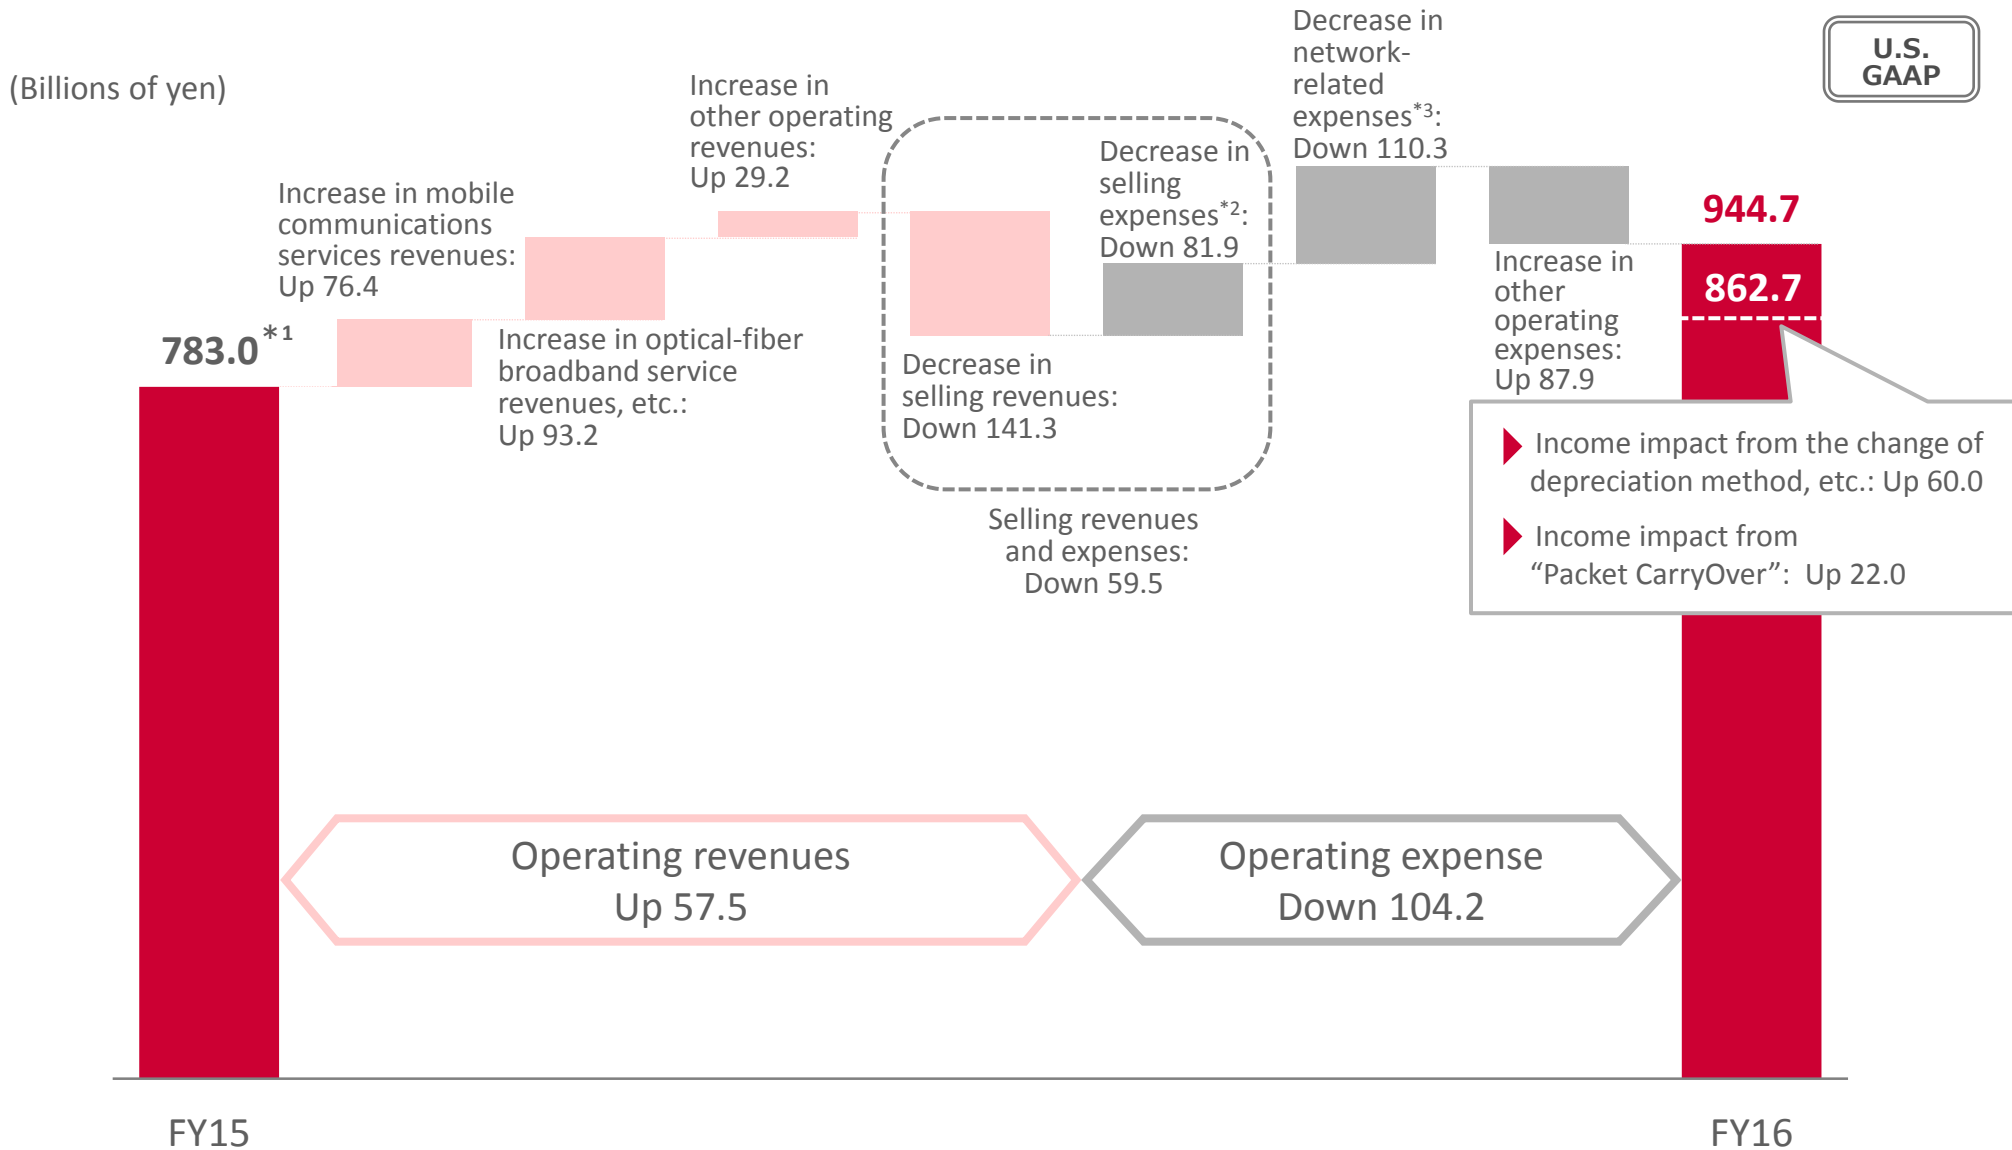 (Billions of yen)
U.S.
GAAP
783.0*1
Increase in mobile
communications
services revenues:
Up 76.4
Increase in optical-fiber
broadband service
revenues, etc.:
Up 93.2
Increase in
other operating
revenues:
Up 29.2
Decrease in
selling revenues:
Down 141.3
Decrease in
selling
expenses*2:
Down 81.9
Selling revenues
and expenses:
Down 59.5
Decrease in
network-
related
expenses*3:
Down 110.3
Increase in
other
operating
expenses:
Up 87.9
944.7
862.7
Income impact from the change of
depreciation method, etc.: Up 60.0
Income impact from
“Packet CarryOver”: Up 22.0
Operating revenues
Up 57.5
Operating expense
Down 104.2
FY15
FY16